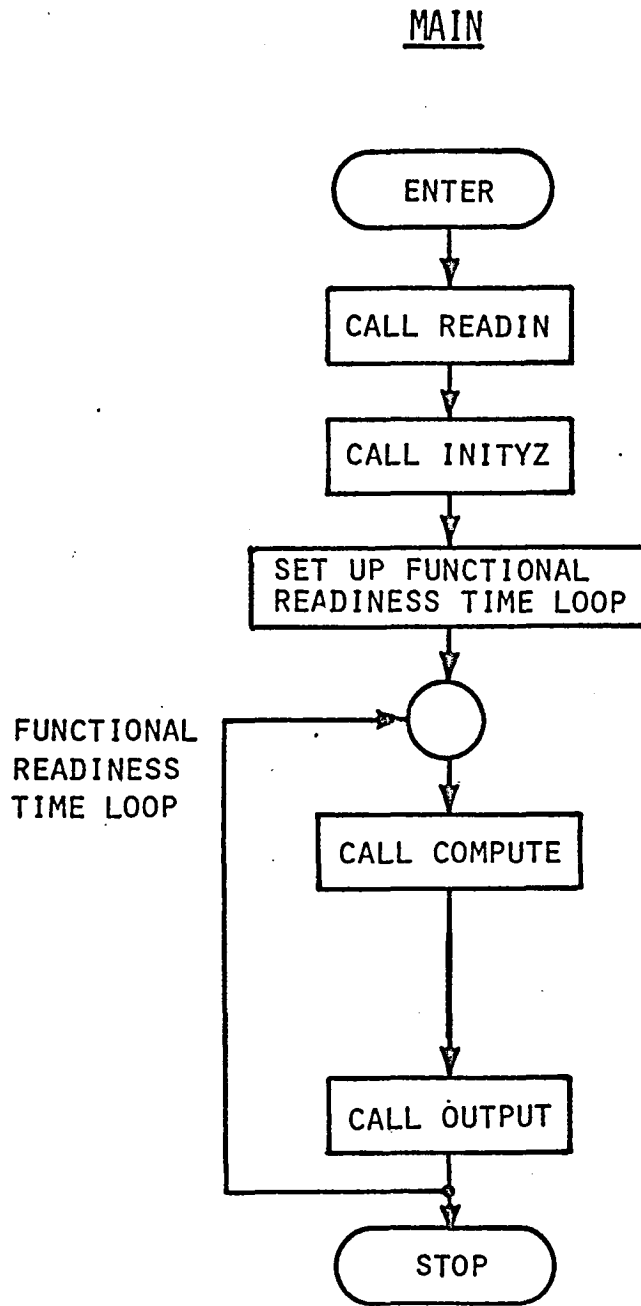 MAIN
ENTER
CALL READIN
CALL INITYZ
SET UP FUNCTIONAL
READINESS TIME LOOP
FUNCTIONAL
READINESS
TIME LOOP
CALL COMPUTE
CALL OUTPUT
STOP